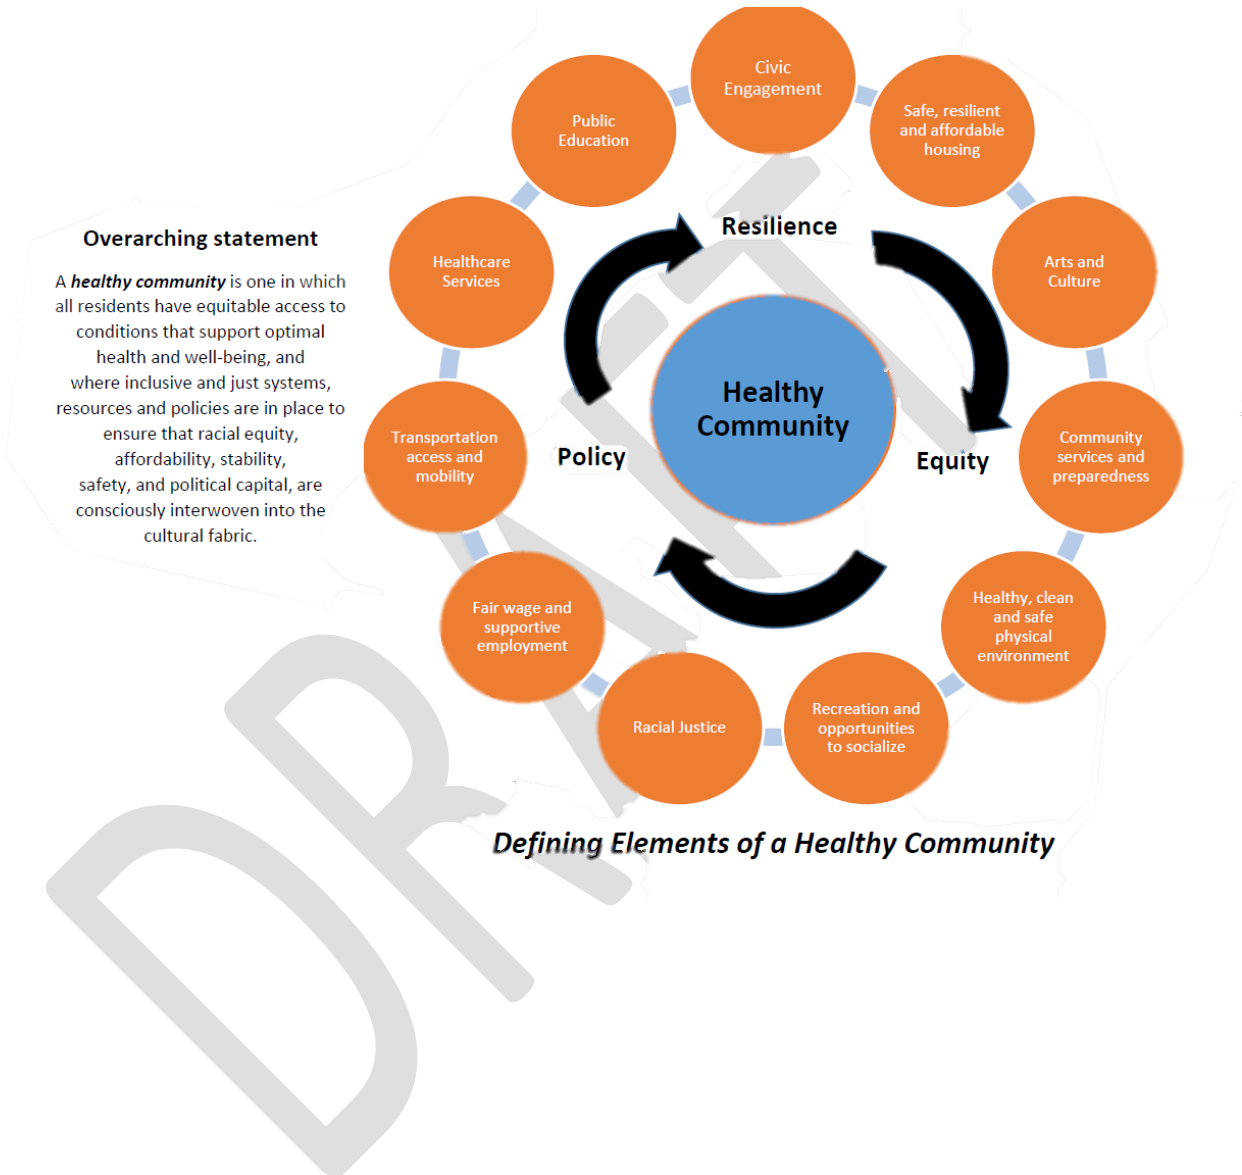 Civic
Engagement
Safe, resilient
and affordable
housing
Arts and
Culture
Community
services and
preparedness
Healthy, clean
and safe
physical
environment
Recreation and
opportunities
to socialize
Racial Justice
Fair wage and
supportive
employment
Transportation
access and
mobility
Healthcare
Services
Public
Education
Resilience
Equity
Policy
Healthy
Community
Overarching statement
A healthy community is one in which
all residents have equitable access to
conditions that support optimal
health and well-being, and
where inclusive and just systems,
resources and policies are in place to
ensure that racial equity,
affordability, stability,
safety, and political capital, are
consciously interwoven into the
cultural fabric.
Defining Elements of a Healthy Community
DRAFT